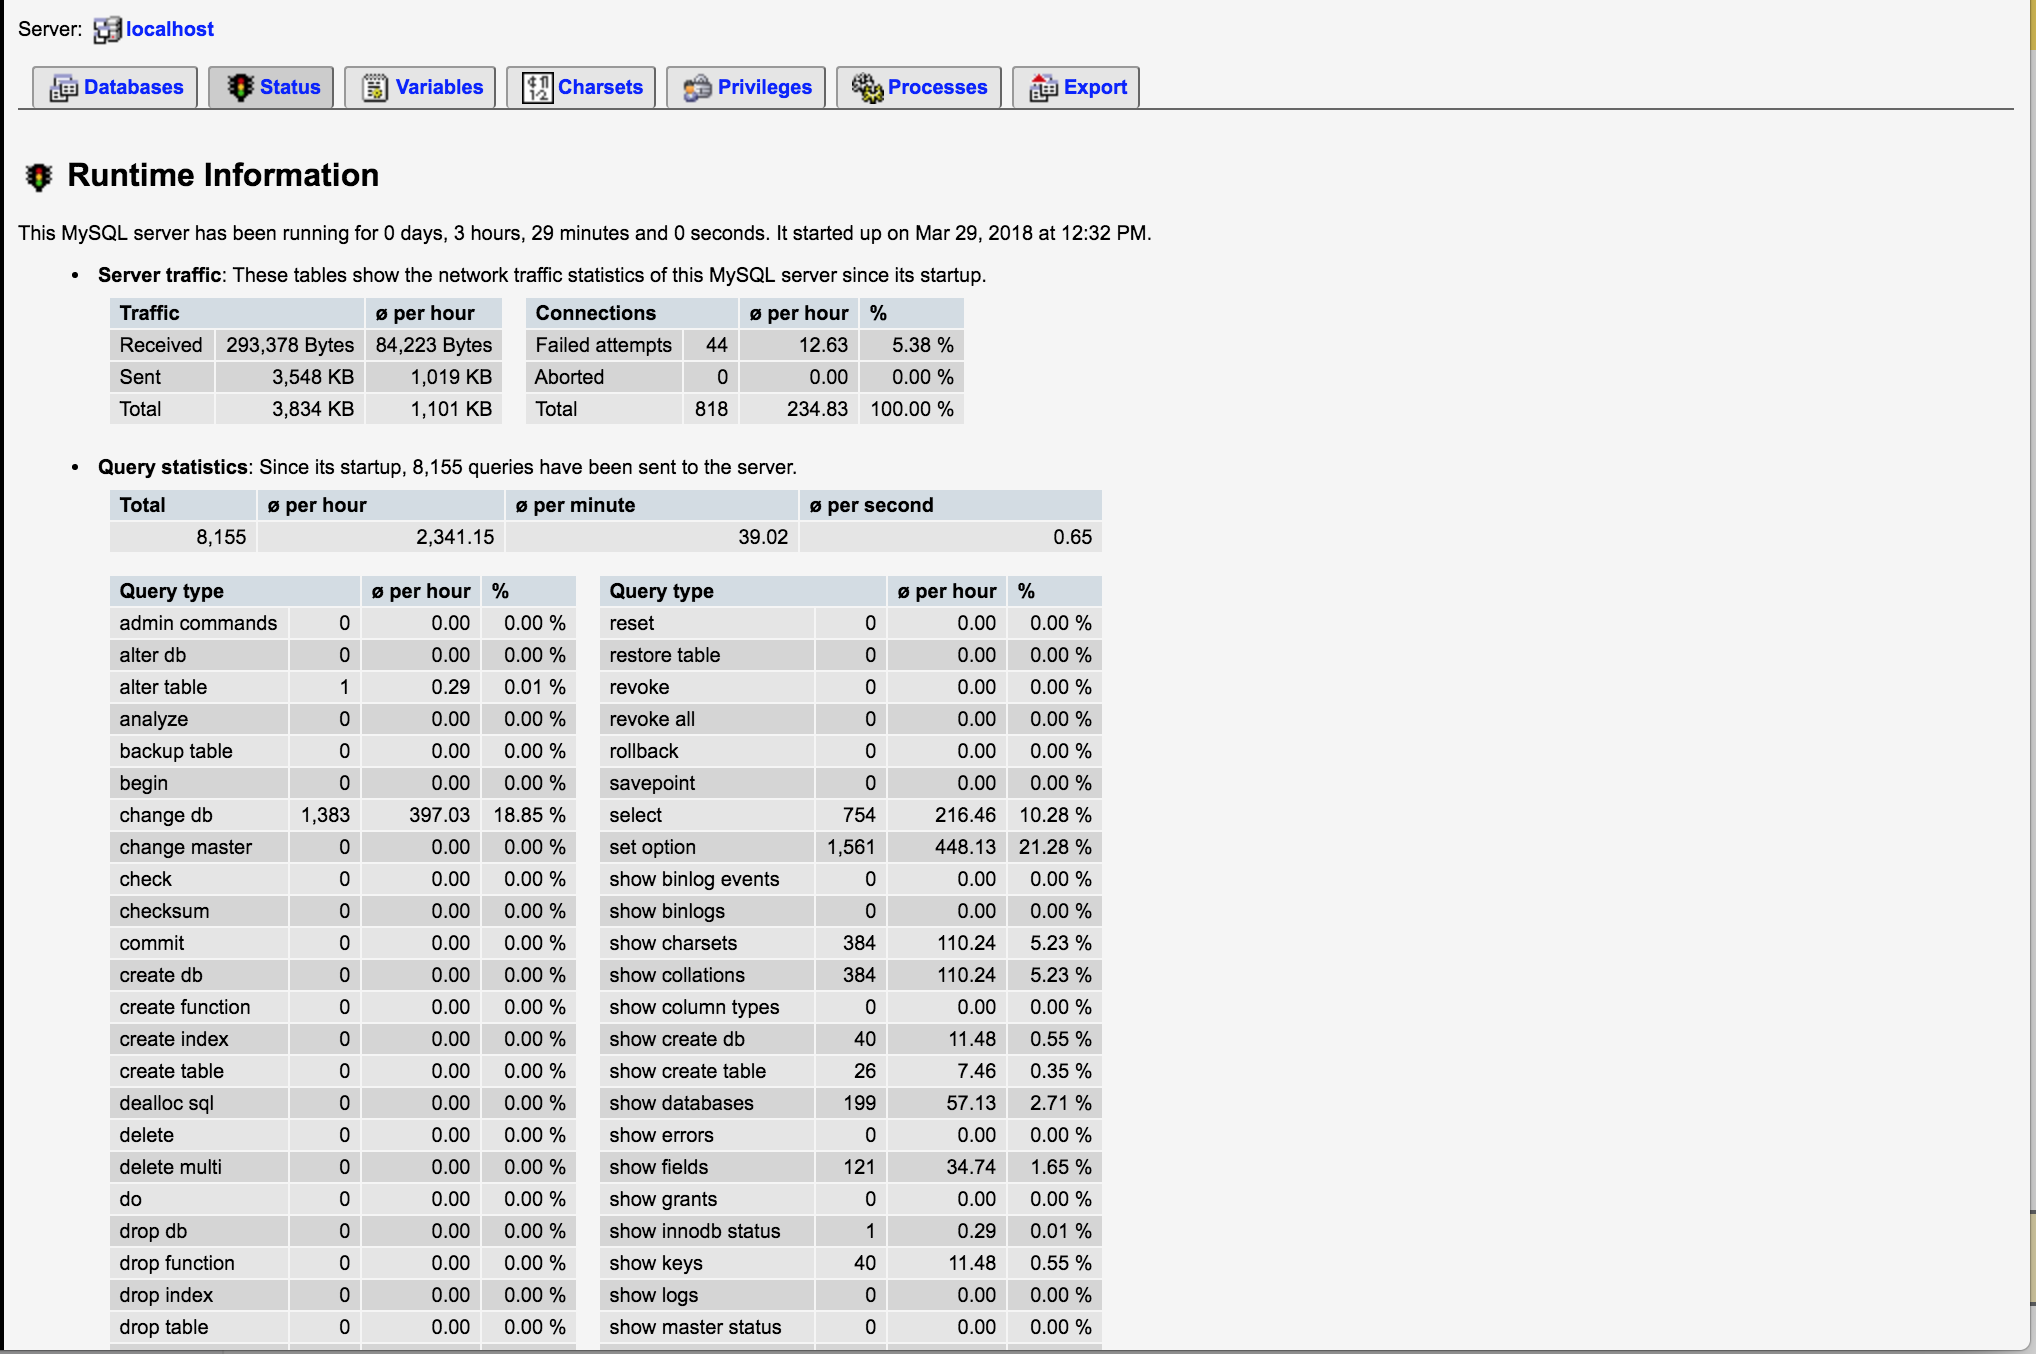 Server: localhost
Databases Status Variables Charsets Privileges Processes Export
Runtime Information
This MySQL server has been running for 0 days, 3 hours, 29 minutes and 0 seconds. It started up on Mar 29, 2018 at 12:32 PM.
• Server traffic: These tables show the network traffic statistics of this MySQL server since its startup.
Traffic ø per hour
Received 293,378 Bytes 84,223 Bytes
Sent 3,548 KB 1,019 KB
Total 3,834 KB 1,101 KB
Connections ø per hour %
Failed attempts 44 12.63 5.38 %
Aborted 0 0.00 0.00 %
Total 818 234.83 100.00 %
• Query statistics: Since its startup, 8,155 queries have been sent to the server.
Total ø per hour ø per minute ø per second
8,155 2,341.15 39.02 0.65
Query type ø per hour %
admin commands 0 0.00 0.00 %
alter db 0 0.00 0.00 %
alter table 1 0.29 0.01 %
analyze 0 0.00 0.00 %
backup table 0 0.00 0.00 %
begin 0 0.00 0.00 %
change db 1,383 397.03 18.85 %
change master 0 0.00 0.00 %
check 0 0.00 0.00 %
checksum 0 0.00 0.00 %
commit 0 0.00 0.00 %
create db 0 0.00 0.00 %
create function 0 0.00 0.00 %
create index 0 0.00 0.00 %
create table 0 0.00 0.00 %
dealloc sql 0 0.00 0.00 %
delete 0 0.00 0.00 %
delete multi 0 0.00 0.00 %
do 0 0.00 0.00 %
drop db 0 0.00 0.00 %
drop function 0 0.00 0.00 %
drop index 0 0.00 0.00 %
drop table 0 0.00 0.00 %
Query type ø per hour %
reset 0 0.00 0.00 %
restore table 0 0.00 0.00 %
revoke 0 0.00 0.00 %
revoke all 0 0.00 0.00 %
rollback 0 0.00 0.00 %
savepoint 0 0.00 0.00 %
select 754 216.46 10.28 %
set option 1,561 448.13 21.28 %
show binlog events 0 0.00 0.00 %
show binlogs 0 0.00 0.00 %
show charsets 384 110.24 5.23 %
show collations 384 110.24 5.23 %
show column types 0 0.00 0.00 %
show create db 40 11.48 0.55 %
show create table 26 7.46 0.35 %
show databases 199 57.13 2.71 %
show errors 0 0.00 0.00 %
show fields 121 34.74 1.65 %
show grants 0 0.00 0.00 %
show innodb status 1 0.29 0.01 %
show keys 40 11.48 0.55 %
show logs 0 0.00 0.00 %
show master status 0 0.00 0.00 %